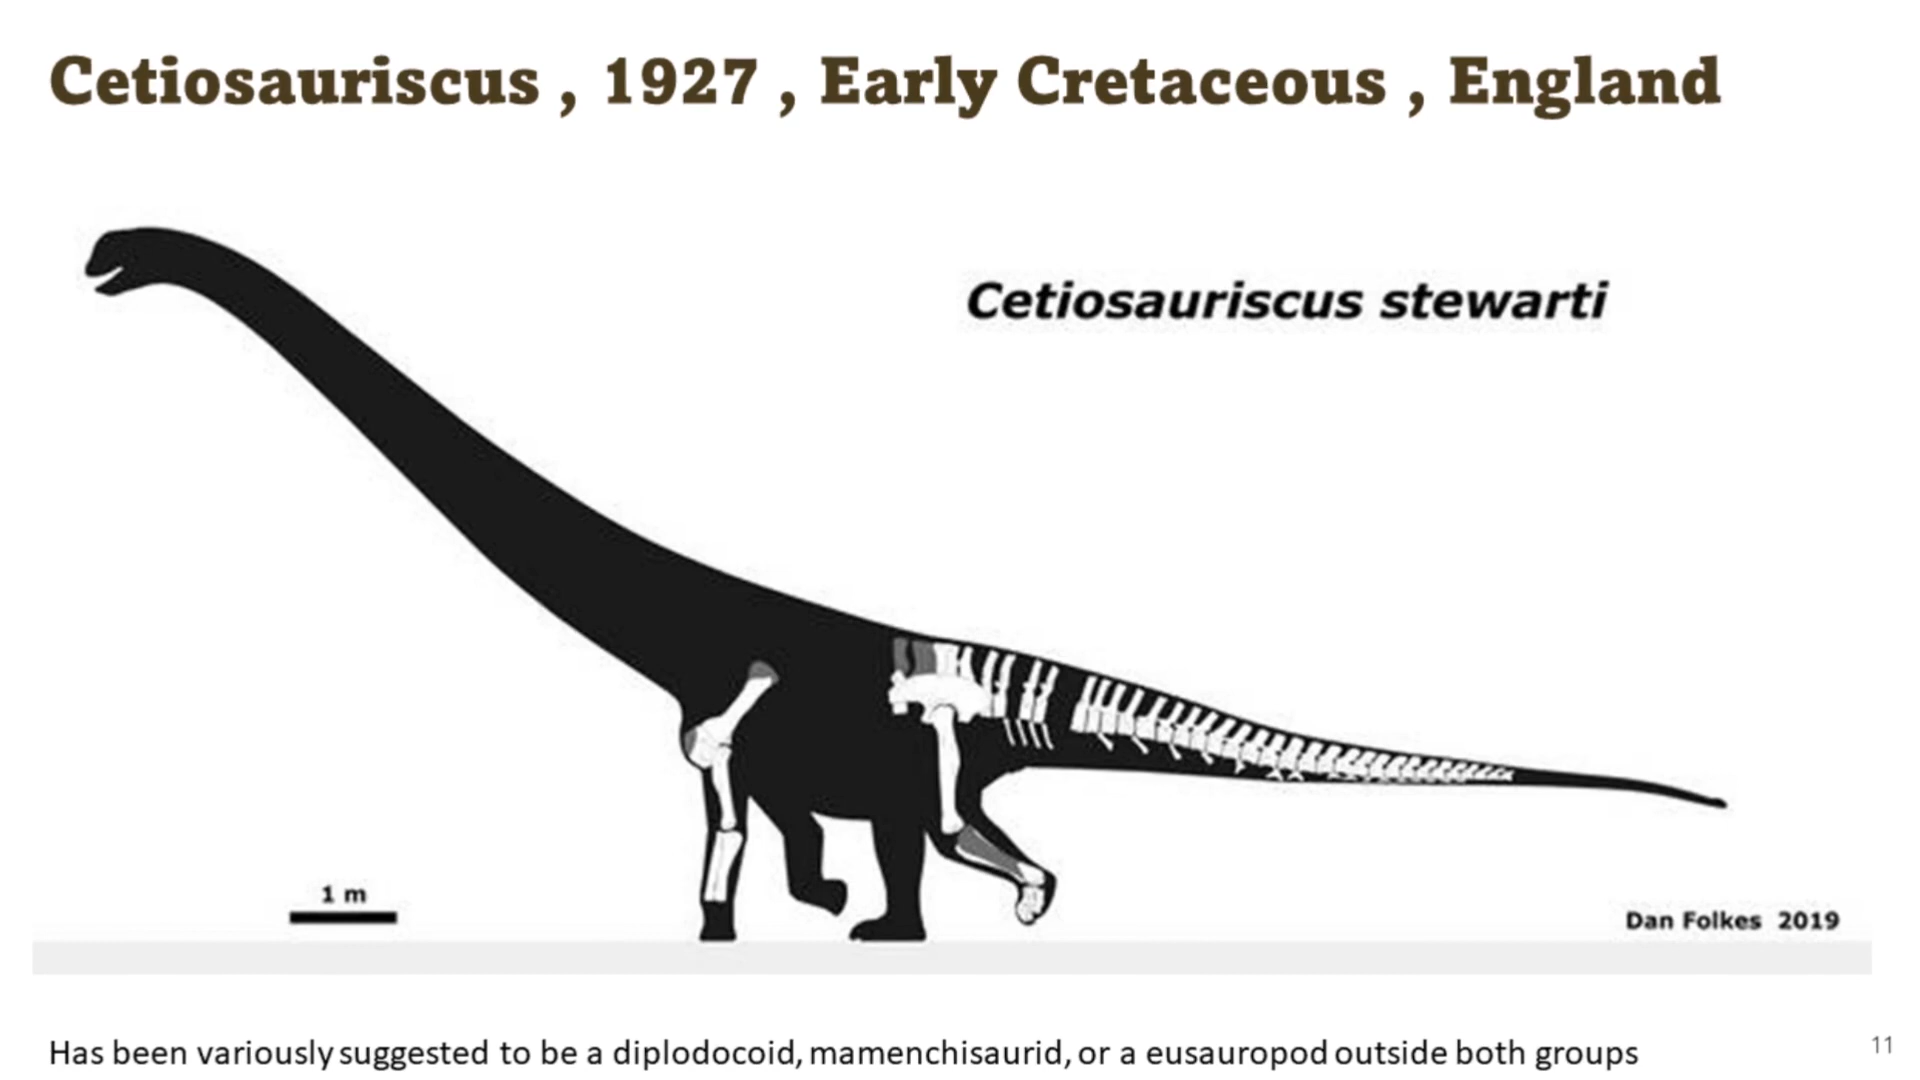 Cetiosauriscus , 1927 , Early Cretaceous , England
Cetiosauriscus stewarti
1 m
Dan Folkes 2019
Has been variously suggested to be a diplodocoid, mamenchisaurid, or a eusauropod outside both groups
11